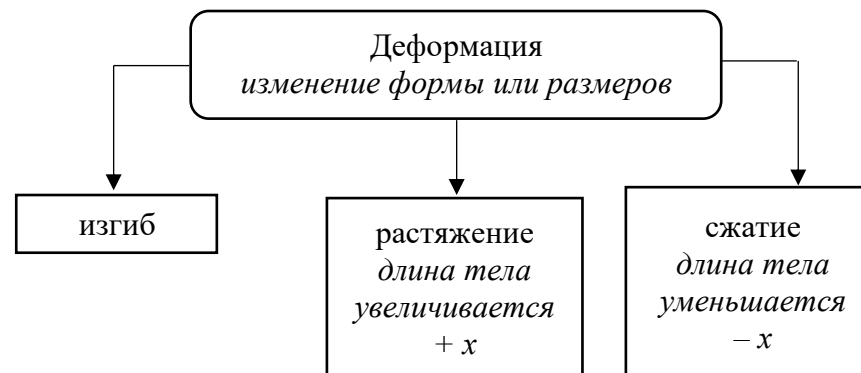 Деформация
изменение формы или размеров
изгиб
растяжение
длина тела
увеличивается
+ x
сжатие
длина тела
уменьшается
– x